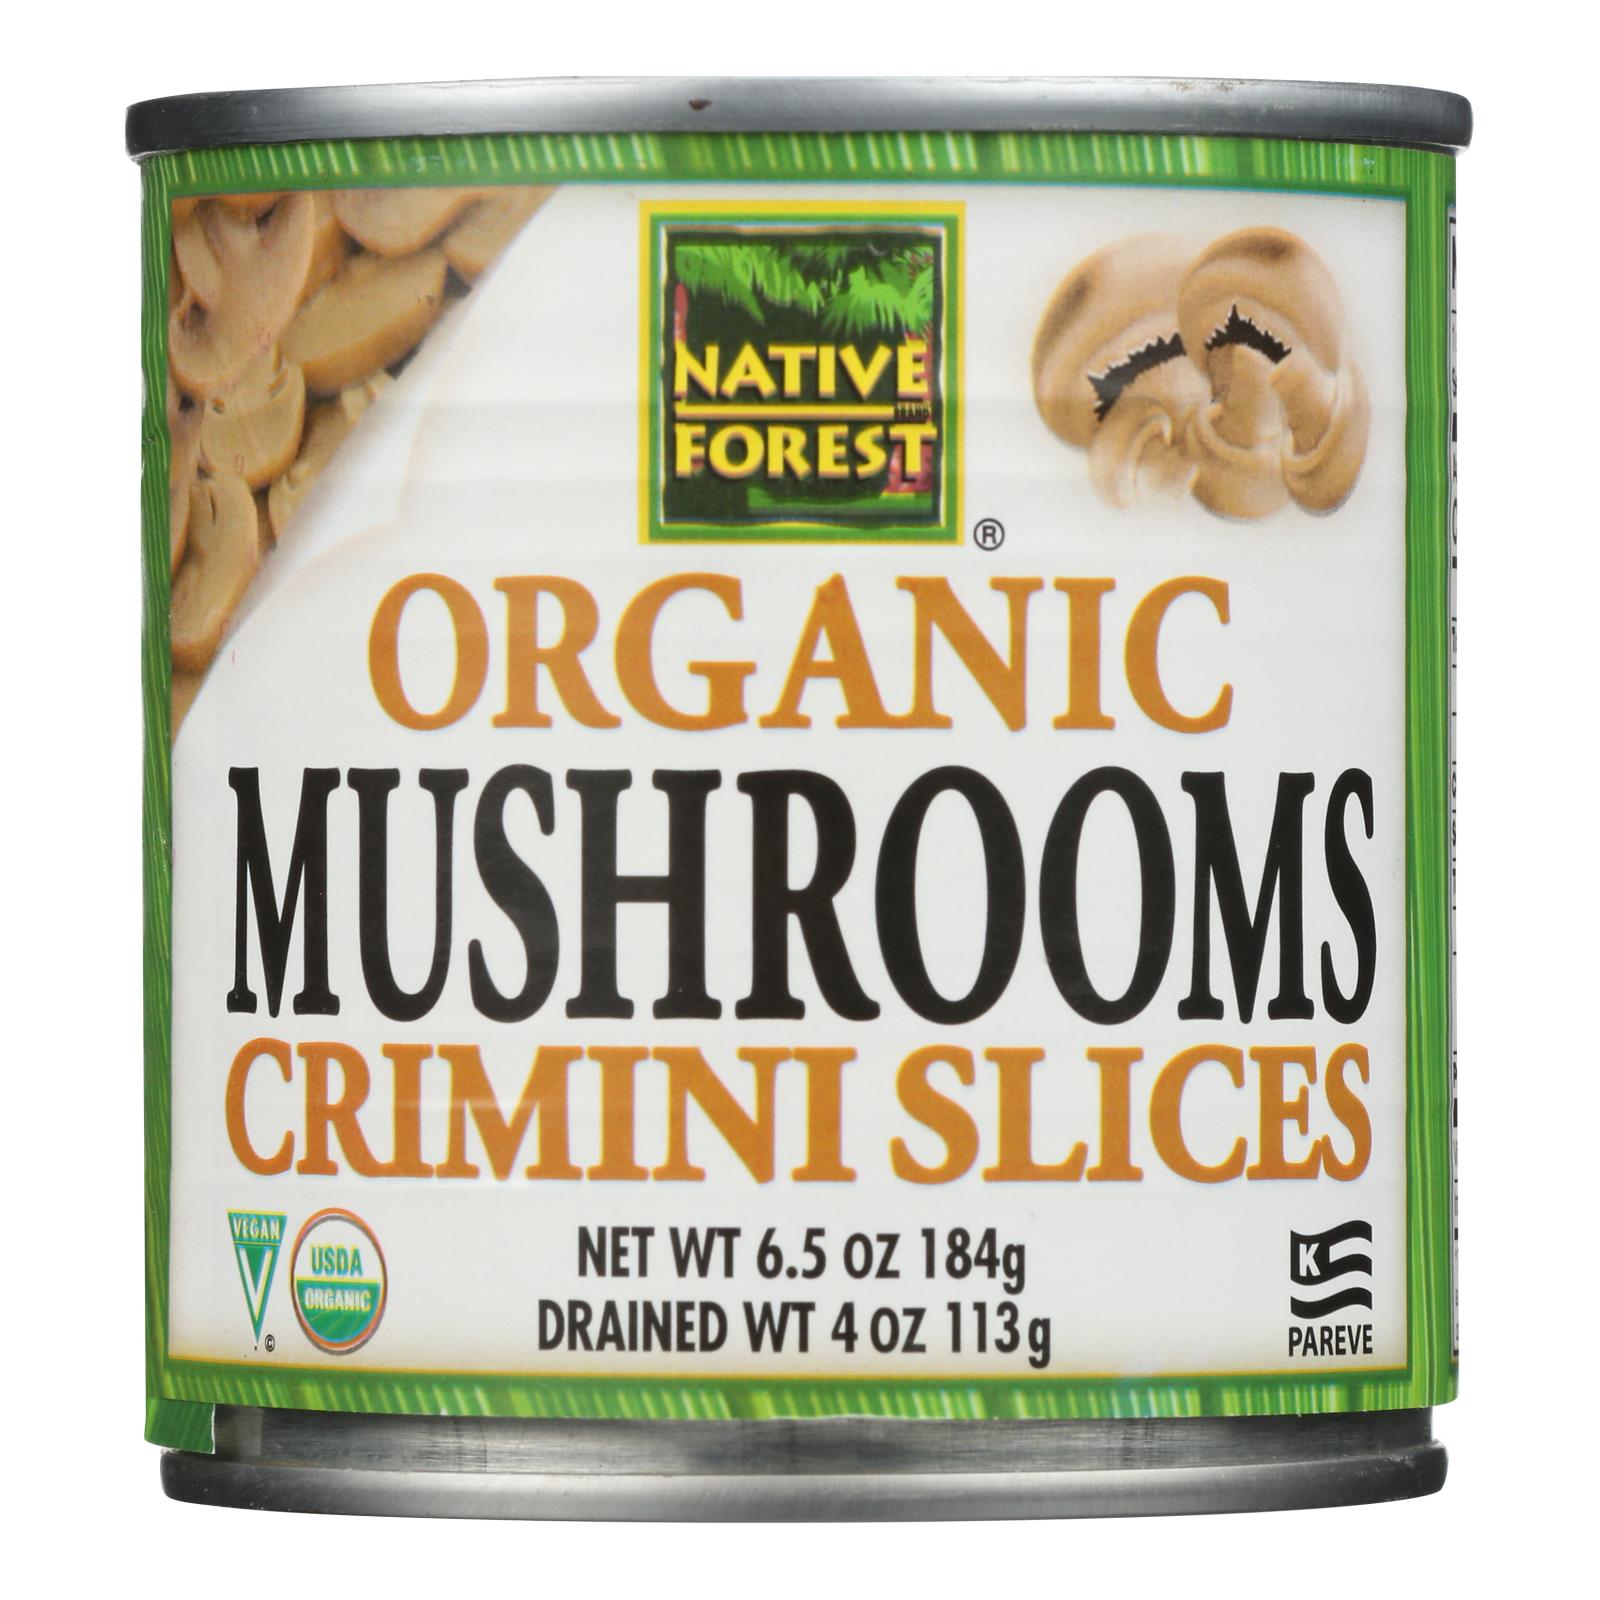 NATIVE
BRAND
FOREST
®
ORGANIC
MUSHROOMS
CRIMINI SLICES
VEGAN
V
©
USDA
ORGANIC
NET WT 6.5 OZ 184g
DRAINED WT 4 OZ 113g
K
PAREVE